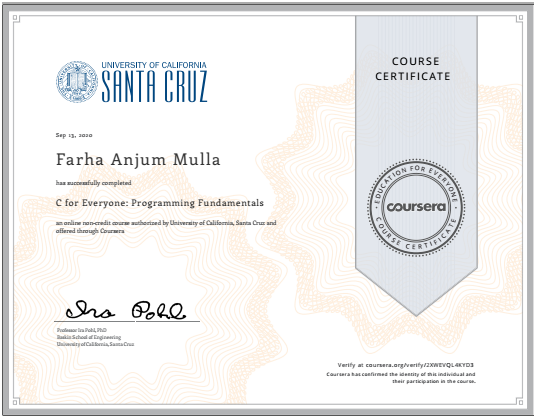 UNIVERSITY OF CALIFORNIA
SANTA CRUZ
COURSE
CERTIFICATE
Sep 13, 2020
Farha Anjum Mulla
has successfully completed
C for Everyone: Programming Fundamentals
an online non-credit course authorized by University of California, Santa Cruz and
offered through Coursera
EDUCATION FOR EVERYONE
coursera
COURSE CERTIFICATE
Ira Pohl
Professor Ira Pohl, PhD
Baskin School of Engineering
University of California, Santa Cruz
Verify at coursera.org/verify/2XWEVQL4KYD3
Coursera has confirmed the identity of this individual and
their participation in the course.